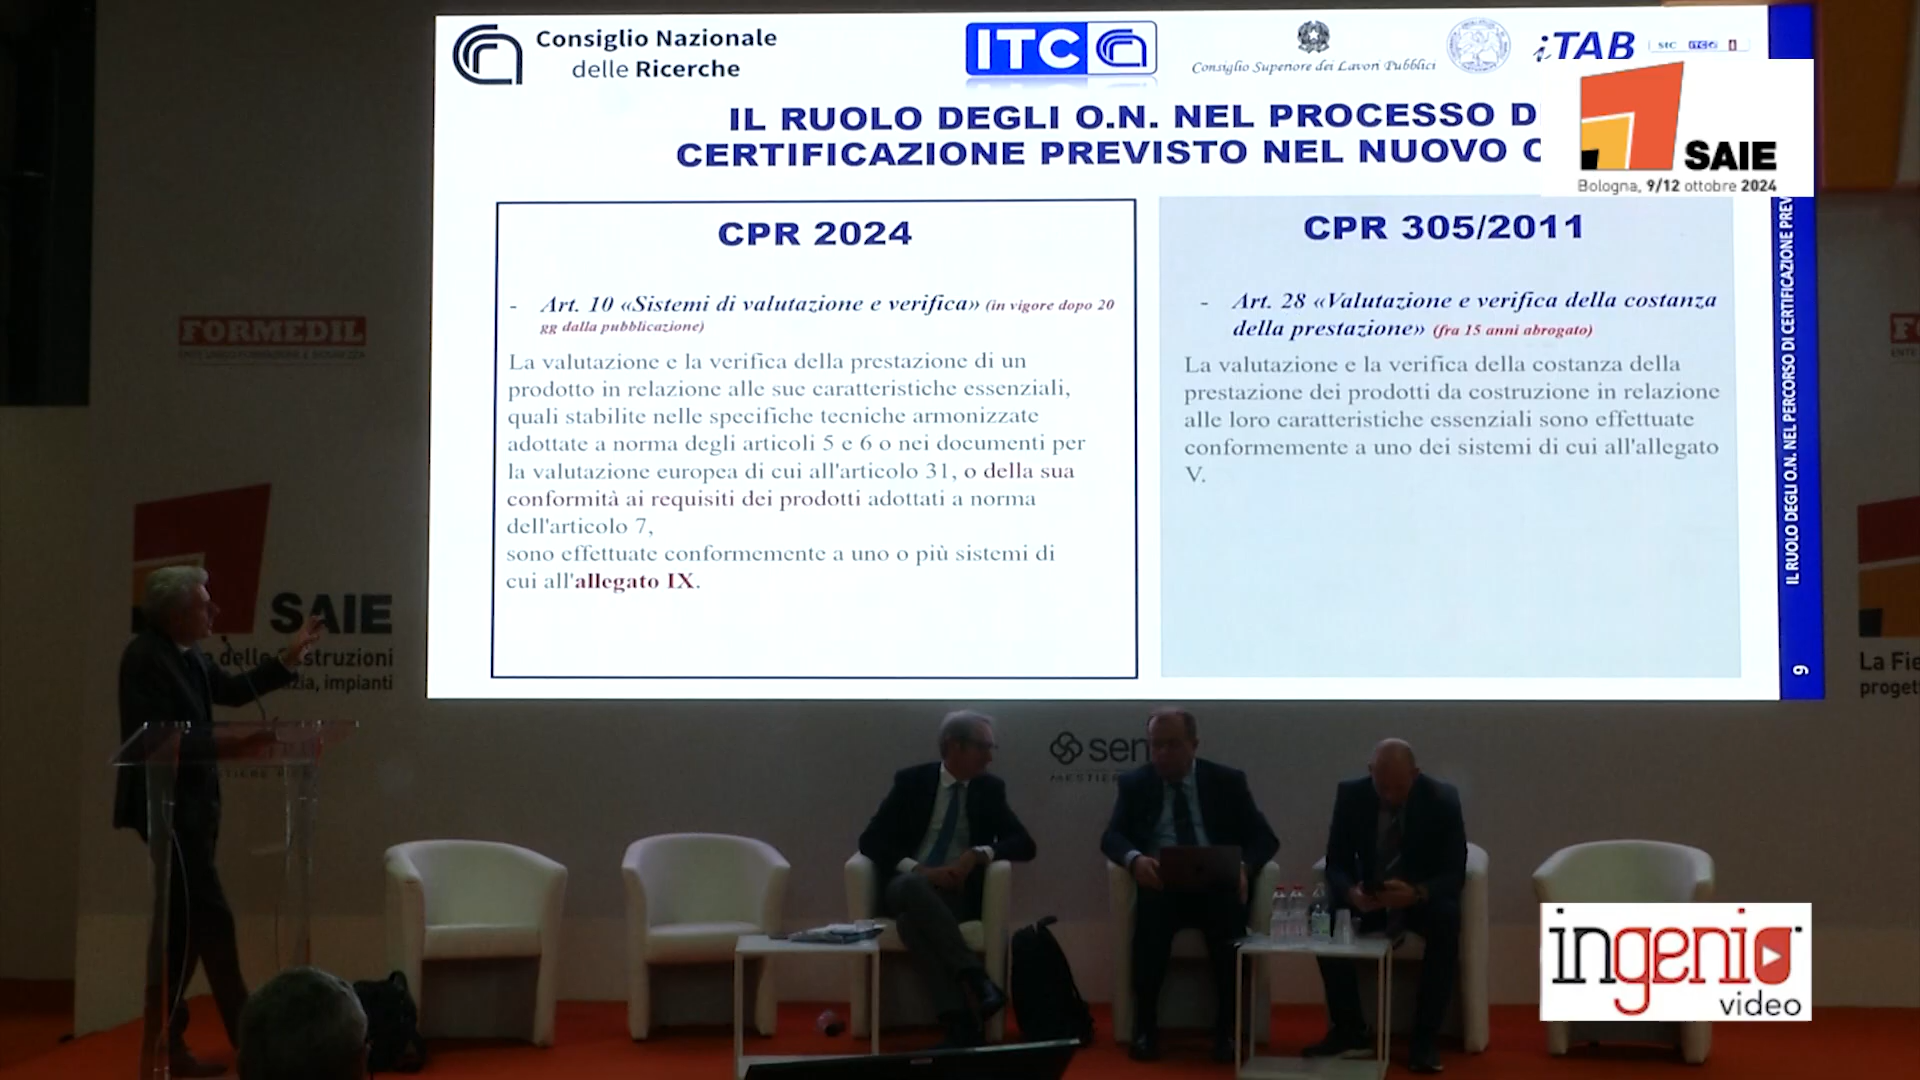 Consiglio Nazionale
delle Ricerche
ITC
Consiglio Superiore dei Lavori Pubblici
iTAB
STC ITC
IL RUOLO DEGLI O.N. NEL PROCESSO D
CERTIFICAZIONE PREVISTO NEL NUOVO C
SAIE
Bologna, 9/12 ottobre 2024
CPR 2024
- Art. 10 «Sistemi di valutazione e verifica» (in vigore dopo 20
gg dalla pubblicazione)
La valutazione e la verifica della prestazione di un
prodotto in relazione alle sue caratteristiche essenziali,
quali stabilite nelle specifiche tecniche armonizzate
adottate a norma degli articoli 5 e 6 o nei documenti per
la valutazione europea di cui all'articolo 31, o della sua
conformità ai requisiti dei prodotti adottati a norma
dell'articolo 7,
sono effettuate conformemente a uno o più sistemi di
cui all'allegato IX.
CPR 305/2011
- Art. 28 «Valutazione e verifica della costanza
della prestazione» (fra 15 anni abrogato)
La valutazione e la verifica della costanza della
prestazione dei prodotti da costruzione in relazione
alle loro caratteristiche essenziali sono effettuate
conformemente a uno dei sistemi di cui all'allegato
V.
IL RUOLO DEGLI O.N. NEL PERCORSO DI CERTIFICAZIONE PREV
9
FORMEDIL
SAIE
delle Costruzioni
impianti
sen
MESTIER
La Fie
proget
ingenio
video